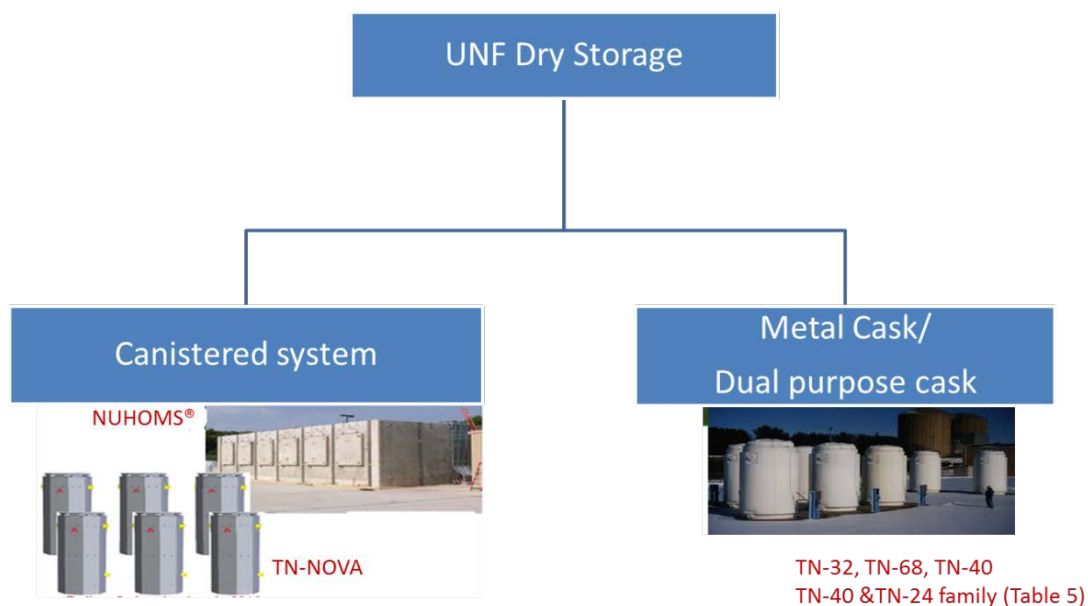 UNF Dry Storage
Canistered system
Metal Cask/
Dual purpose cask
NUHOMS®
TN-NOVA
TN-32, TN-68, TN-40
TN-40 &TN-24 family (Table 5)